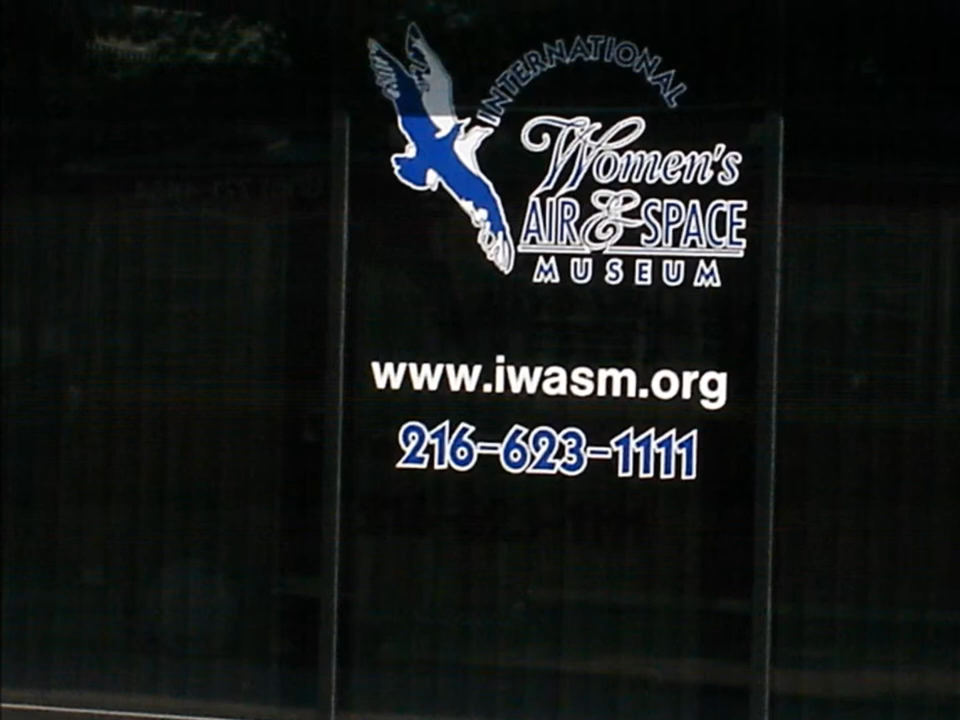 INTERNATIONAL
Women's
AIR & SPACE
MUSEUM
www.iwasm.org
216-623-1111